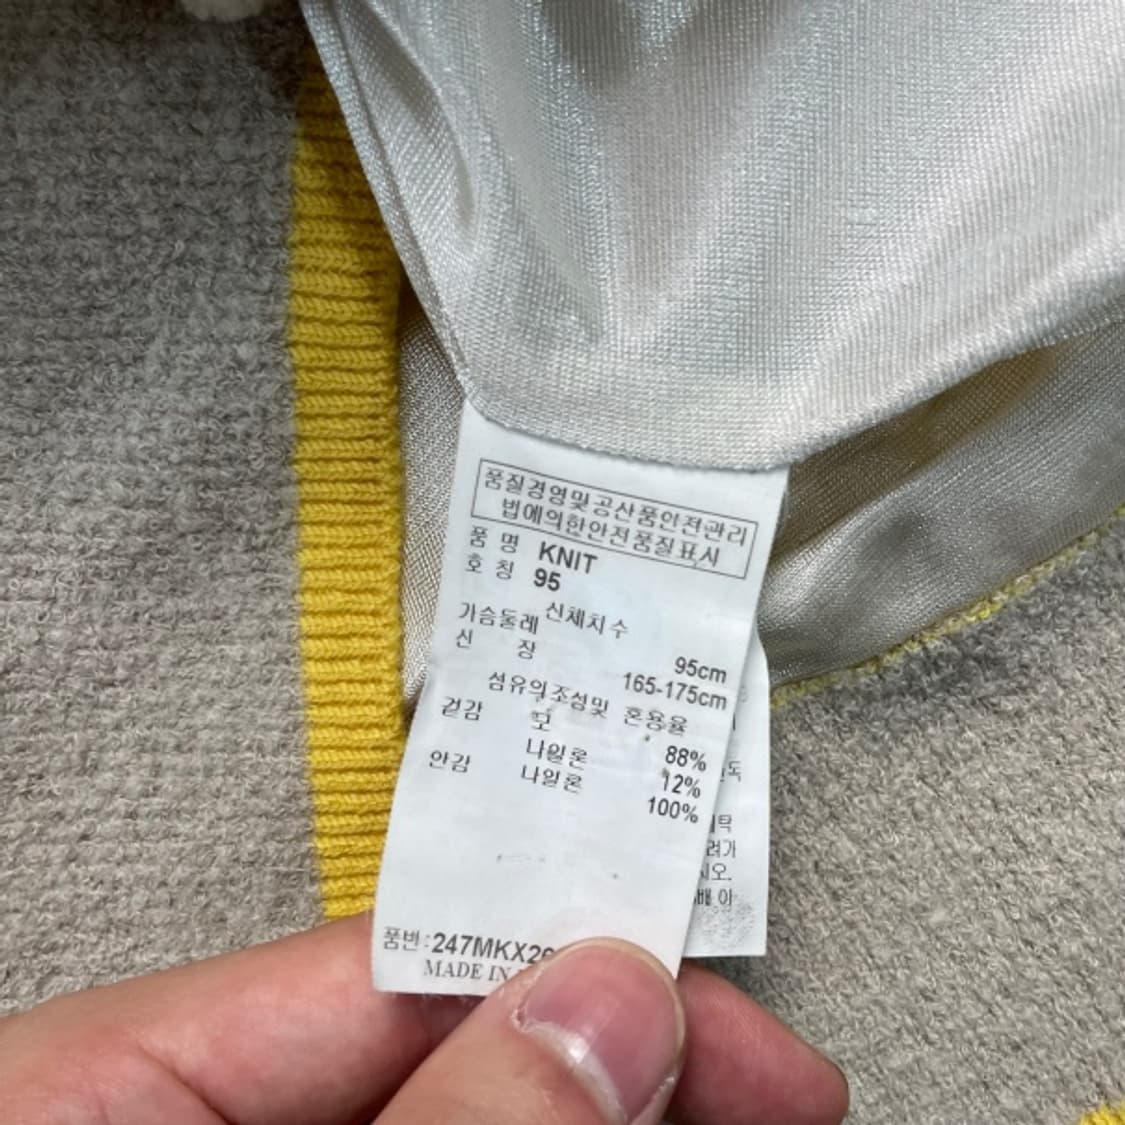 품질경영및공산품안전관리
법에의한안전품질표시
품 명 KNIT
호 칭 95
신체치수
가슴둘레 95cm
신 장 165-175cm
섬유의조성및 혼용율
겉감 모 88%
나일론 12%
안감 나일론 100%
품번:247MKX26
MADE IN